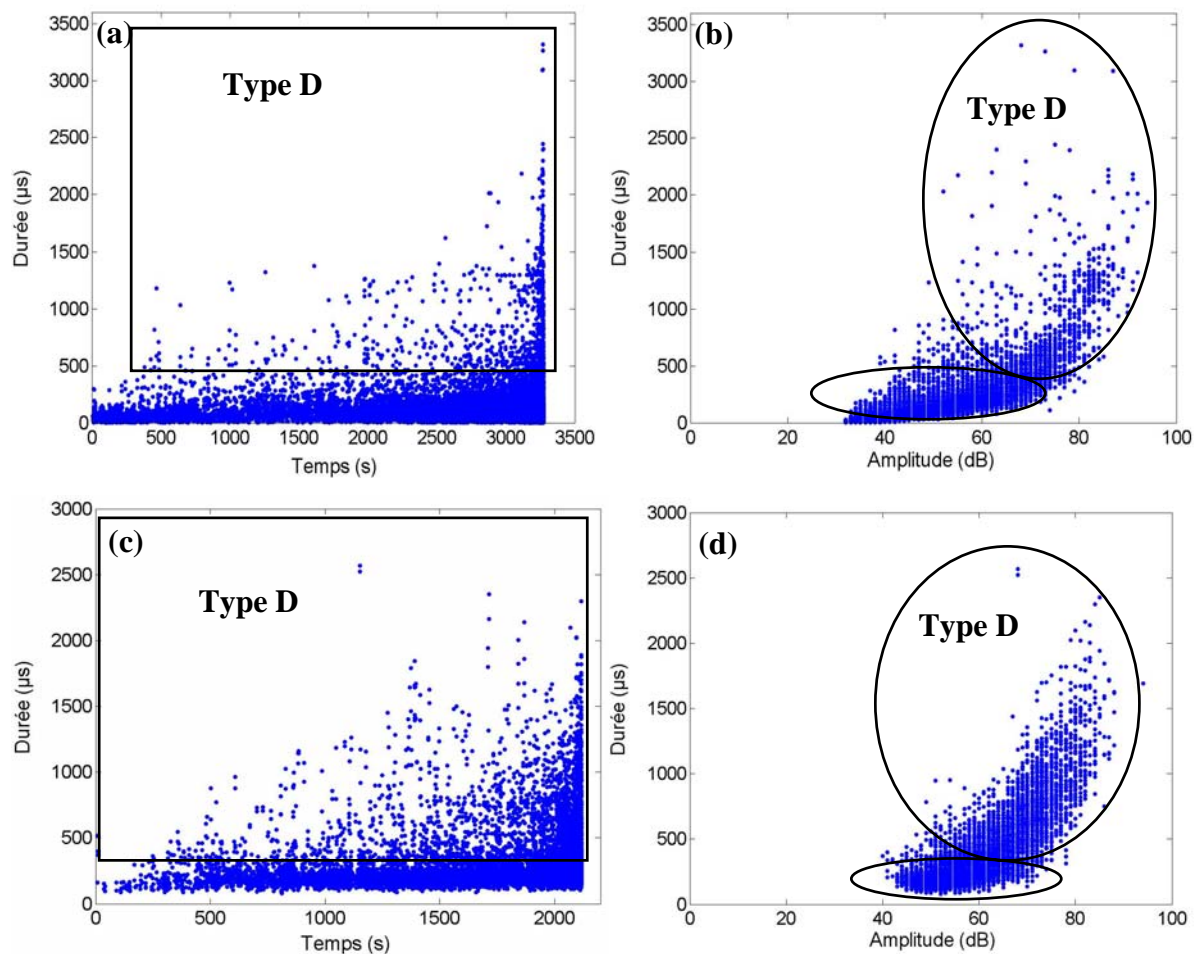 (a)
Type D
3500
3000
2500
2000
1500
1000
500
0
Durée (µs)
0 500 1000 1500 2000 2500 3000 3500
Temps (s)
(b)
Type D
3500
3000
2500
2000
1500
1000
500
0
Durée (µs)
0 20 40 60 80 100
Amplitude (dB)
(c)
Type D
3000
2500
2000
1500
1000
500
0
Durée (µs)
0 500 1000 1500 2000
Temps (s)
(d)
Type D
3000
2500
2000
1500
1000
500
0
Durée (µs)
0 20 40 60 80 100
Amplitude (dB)